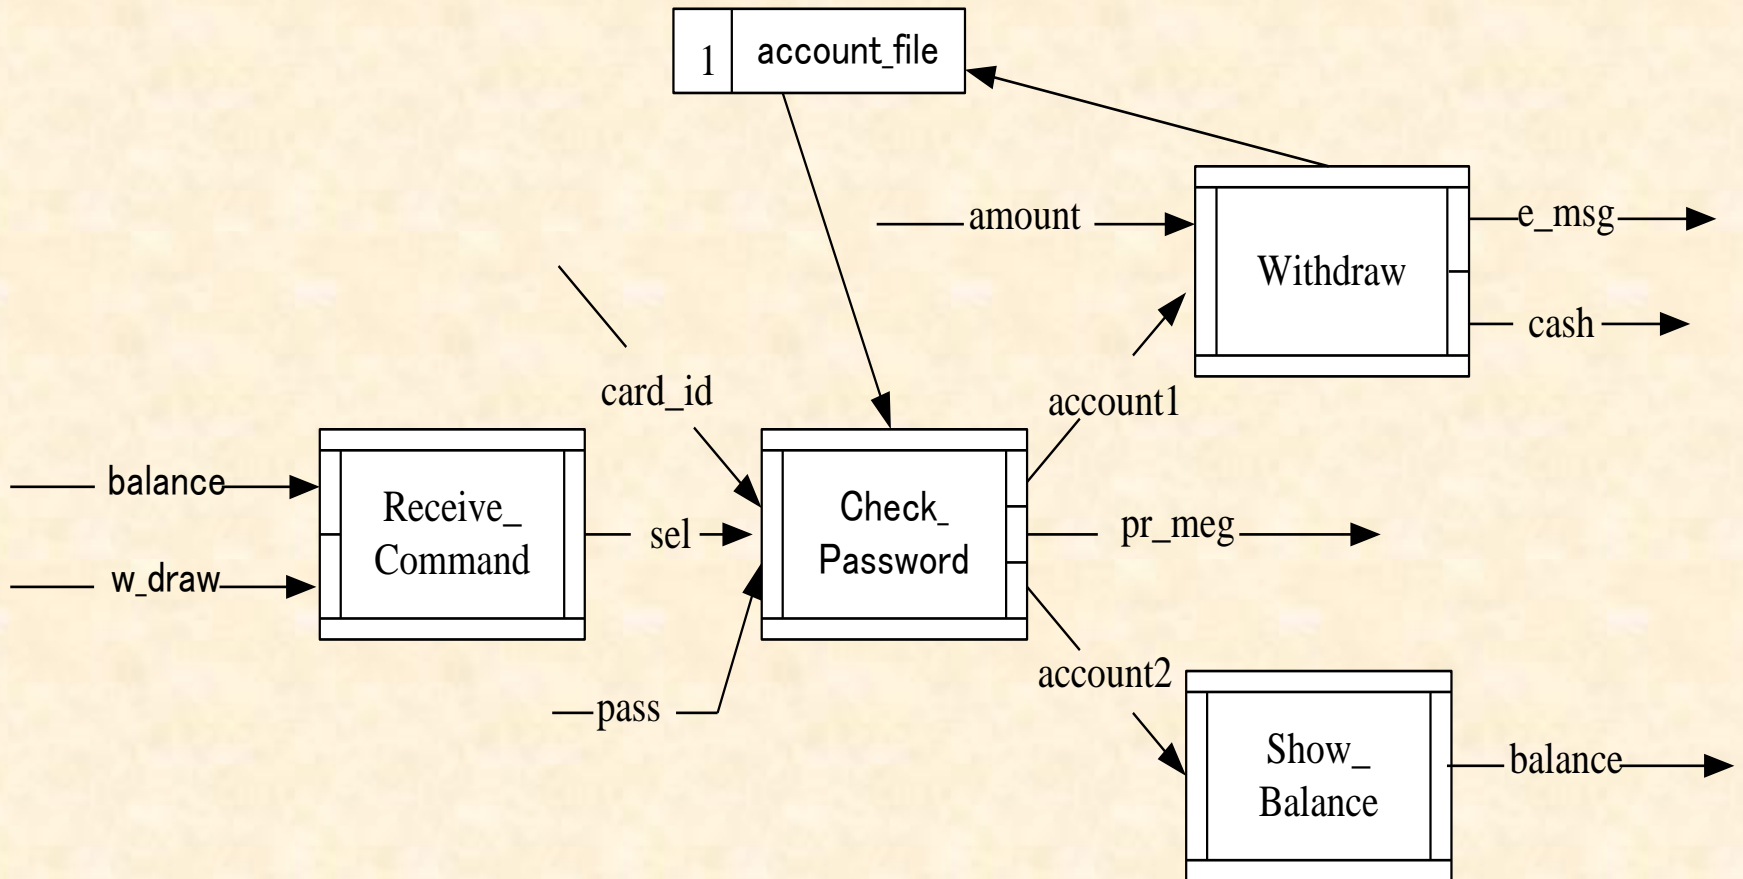 1 account_file
amount
e_msg
Withdraw
cash
card_id
account1
balance
Receive_
Command
sel
Check_
Password
pr_meg
w_draw
account2
pass
Show_
Balance
balance